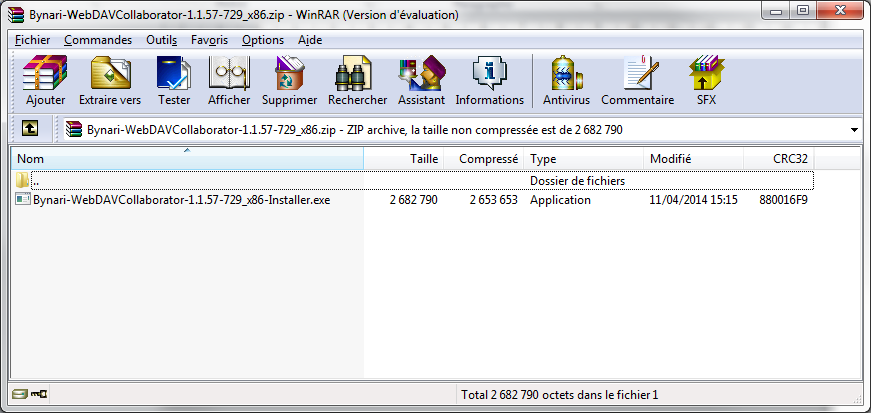 Bynari-WebDAVCollaborator-1.1.57-729_x86.zip - WinRAR (Version d'évaluation)
Fichier Commandes Outils Favoris Options Aide
Ajouter Extraire vers Tester Afficher Supprimer Rechercher Assistant Informations Antivirus Commentaire SFX
Bynari-WebDAVCollaborator-1.1.57-729_x86.zip - ZIP archive, la taille non compressée est de 2 682 790
Nom Taille Compressé Type Modifié CRC32
.. Dossier de fichiers
Bynari-WebDAVCollaborator-1.1.57-729_x86-Installer.exe 2 682 790 2 653 653 Application 11/04/2014 15:15 880016F9
Total 2 682 790 octets dans le fichier 1